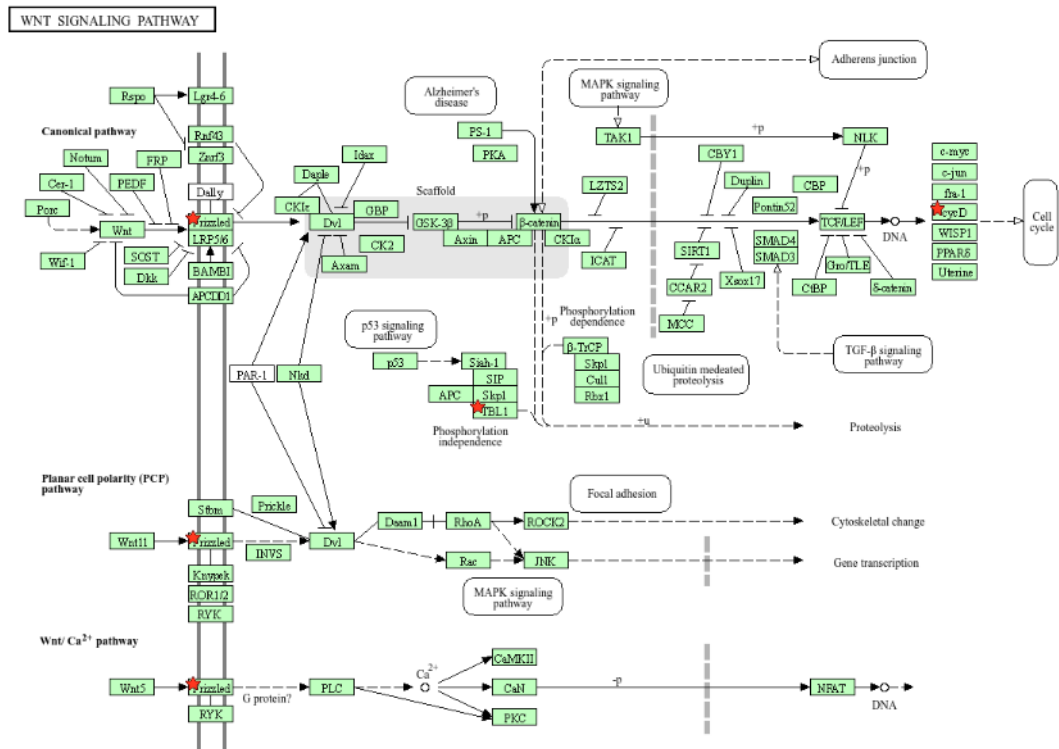 WNT SIGNALING PATHWAY
Rspo
Lgr4-6
Canonical pathway
Rnf43
Znrf3
Notum
FRP
Cer-1
PEDF
Dally
Porc
Wnt
Frizzled
LRP5/6
Wif-1
SOST
Dkk
BAMBI
APCDD1
Idax
Daple
CKIε
Dvl
GBP
CK2
Axam
Scaffold
GSK-3β
+p
β-catenin
Axin
APC
CKIα
Alzheimer's
disease
PS-1
PKA
MAPK signaling
pathway
TAK1
+p
NLK
+p
Adherens junction
LZTS2
ICAT
CBY1
Duplin
CBP
Pontin52
TCF/LEF
DNA
SIRT1
CCAR2
MCC
Xsox17
SMAD4
SMAD3
Gro/TLE
CtBP
δ-catenin
c-myc
c-jun
fra-1
cycD
WISP1
PPARδ
Uterine
Cell
cycle
TGF-β signaling
pathway
p53 signaling
pathway
p53
Siah-1
SIP
APC
Skp1
TBL1
Phosphorylation
independence
+p
Phosphorylation
dependence
β-TrCP
Skp1
Cul1
Rbx1
Ubiquitin medeated
proteolysis
+u
Proteolysis
PAR-1
Nkd
Planar cell polarity (PCP)
pathway
Stbm
Prickle
Wnt11
Frizzled
INVS
Dvl
Knypek
ROR1/2
RYK
Daam1
RhoA
ROCK2
Focal adhesion
Cytoskeletal change
Rac
JNK
Gene transcription
MAPK signaling
pathway
Wnt/ Ca2+ pathway
Wnt5
Frizzled
RYK
G protein?
PLC
Ca2+
CaMKII
CaN
PKC
-p
NFAT
DNA